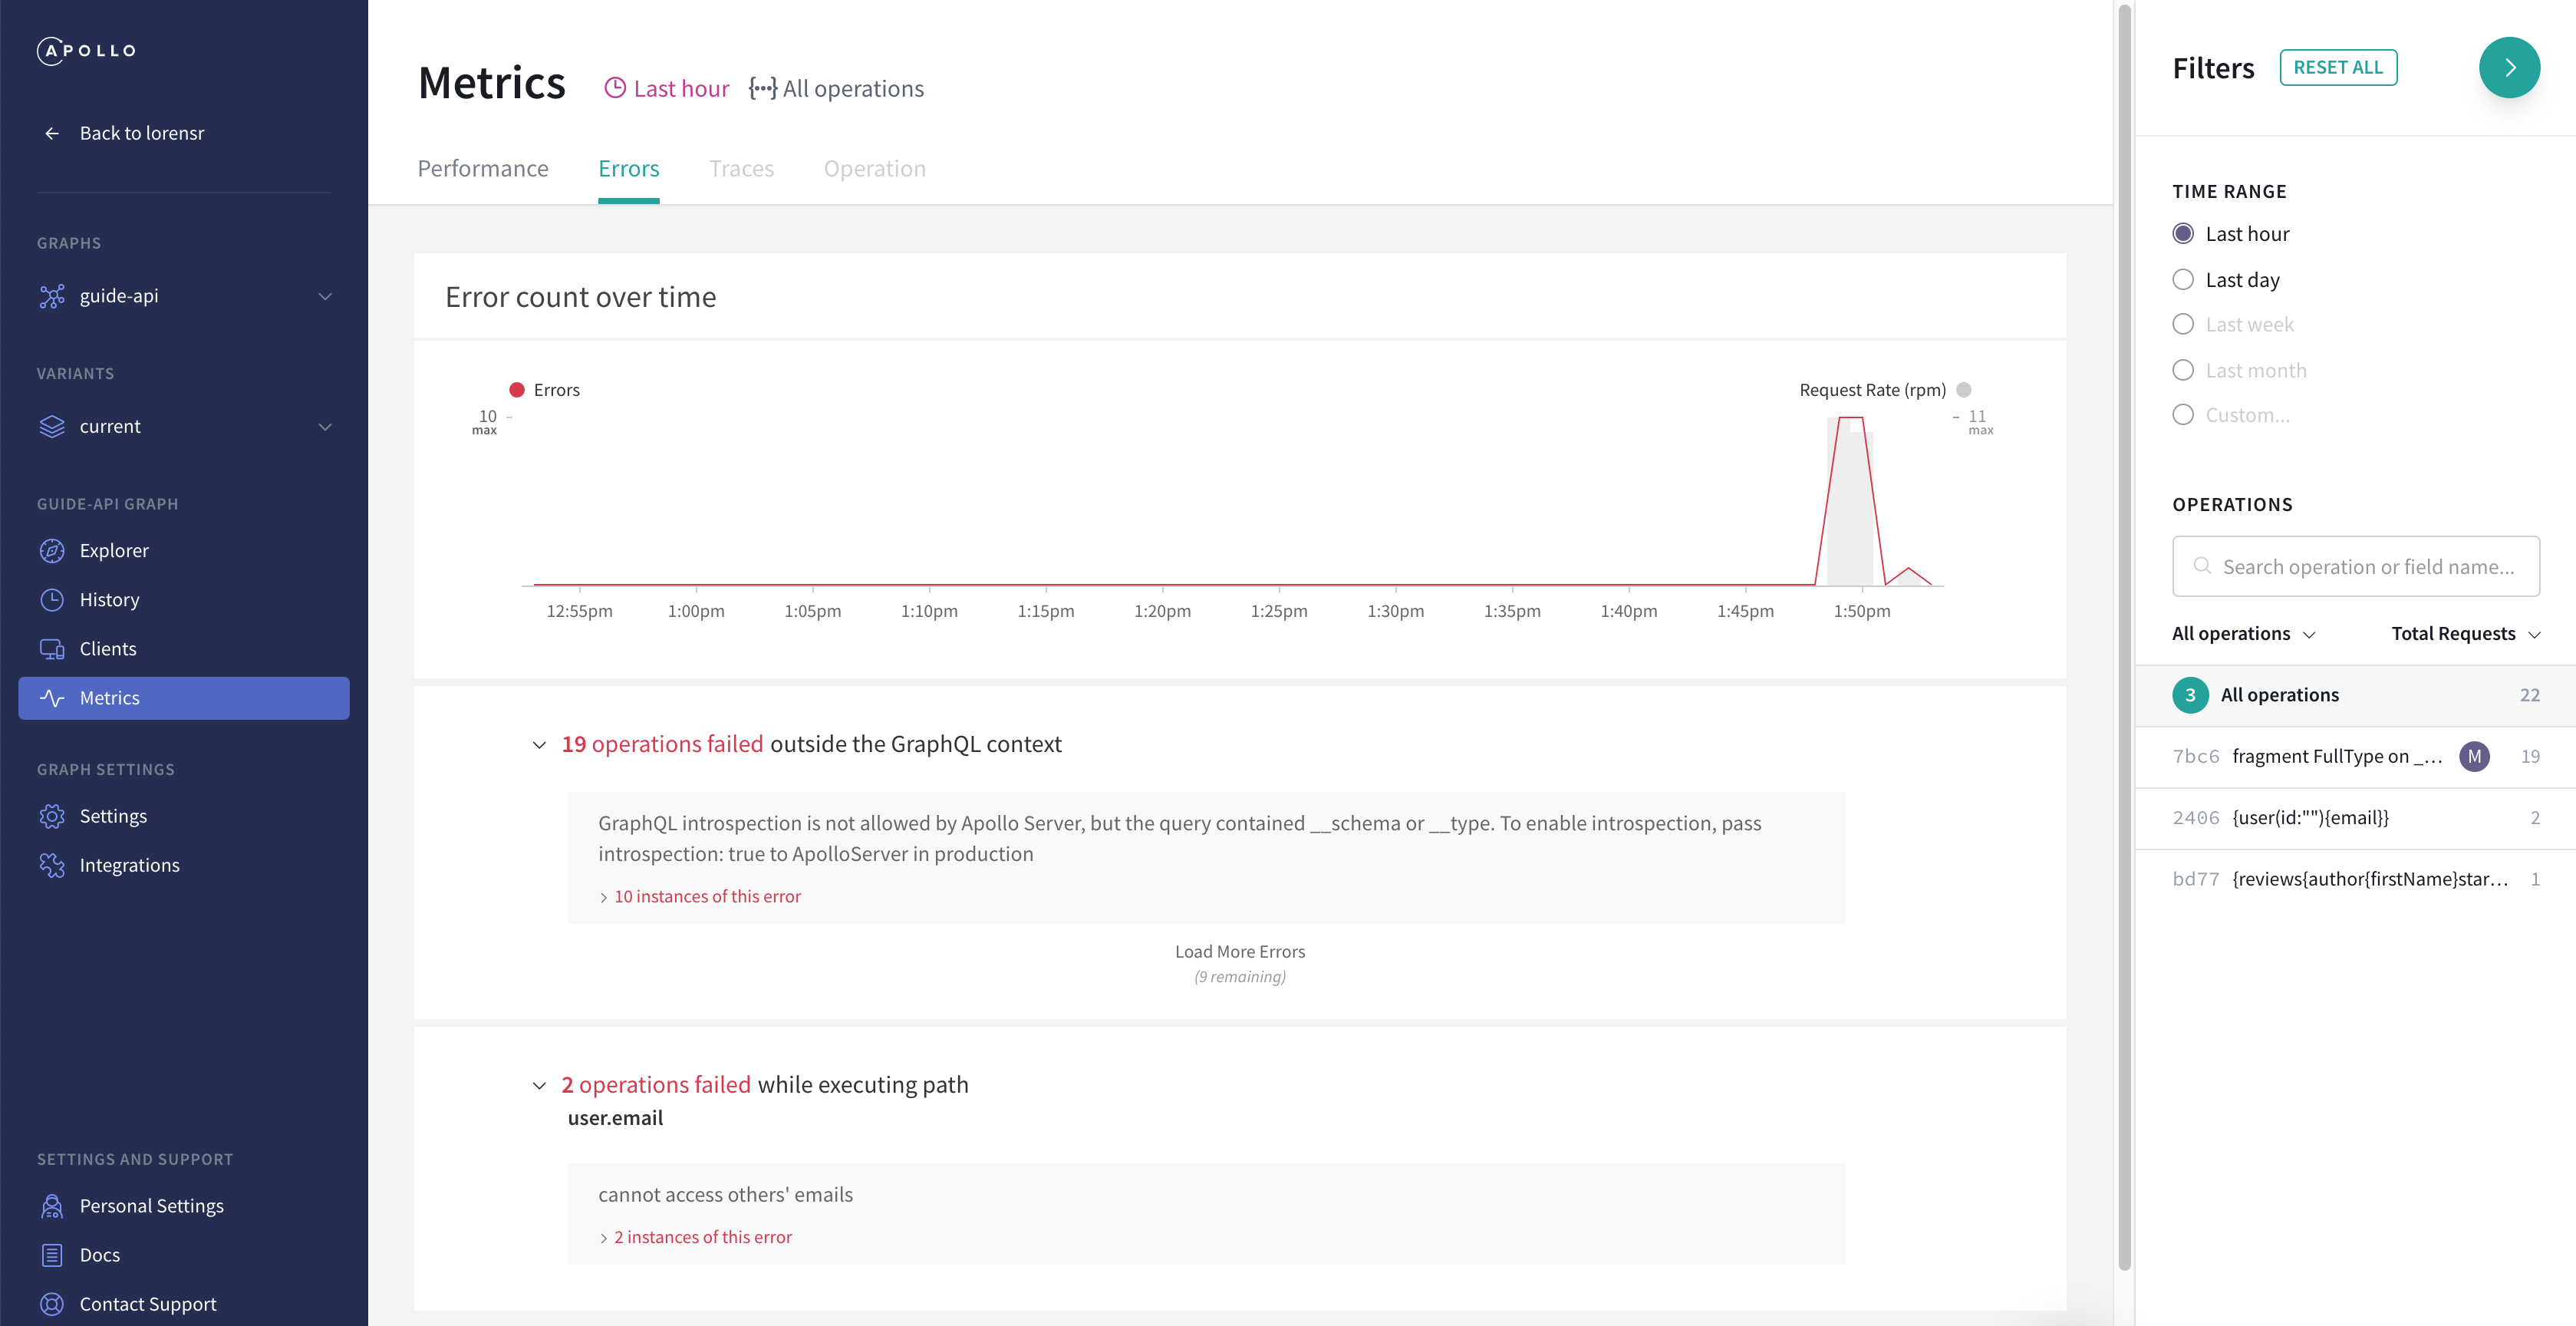 APOLLO
Back to lorensr
GRAPHS
guide-api
VARIANTS
current
GUIDE-API GRAPH
Explorer
History
Clients
Metrics
GRAPH SETTINGS
Settings
Integrations
SETTINGS AND SUPPORT
Personal Settings
Docs
Contact Support
Metrics
Last hour
{···} All operations
Performance
Errors
Traces
Operation
Error count over time
Errors
Request Rate (rpm)
10
max
11
max
12:55pm
1:00pm
1:05pm
1:10pm
1:15pm
1:20pm
1:25pm
1:30pm
1:35pm
1:40pm
1:45pm
1:50pm
19 operations failed outside the GraphQL context
GraphQL introspection is not allowed by Apollo Server, but the query contained __schema or __type. To enable introspection, pass
introspection: true to ApolloServer in production
10 instances of this error
Load More Errors
(9 remaining)
2 operations failed while executing path
user.email
cannot access others' emails
2 instances of this error
Filters
RESET ALL
TIME RANGE
Last hour
Last day
Last week
Last month
Custom...
OPERATIONS
Search operation or field name...
All operations
Total Requests
3 All operations 22
7bc6 fragment FullType on _... M 19
2406 {user(id:""){email}} 2
bd77 {reviews{author{firstName}star... 1